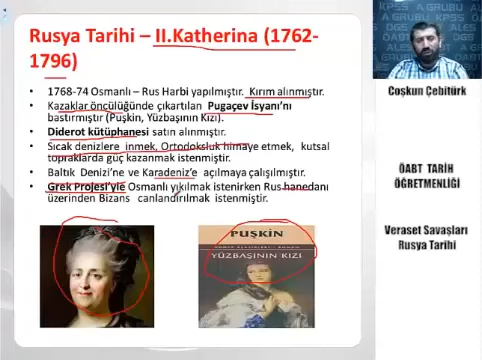 Rusya Tarihi – II.Katherina (1762-
1796)
• 1768-74 Osmanlı – Rus Harbi yapılmıştır. Kırım alınmıştır.
• Kazaklar öncülüğünde çıkartılan Pugaçev İsyanı'nı
bastırmıştır (Puşkin, Yüzbaşının Kızı).
• Diderot kütüphanesi satın alınmıştır.
• Sıcak denizlere inmek, Ortodoksluk himaye etmek, kutsal
topraklarda güç kazanmak istenmiştir.
• Baltık Denizi'ne ve Karadeniz'e açılmaya çalışılmıştır.
• Grek Projesi'yle Osmanlı yıkılmak istenirken Rus hanedanı
üzerinden Bizans canlandırılmak istenmiştir.
PUŞKİN
YÜZBAŞININ KIZI
A GRUBU
KPSS
Coşkun Çebitürk
ÖABT TARİH
ÖĞRETMENLİĞİ
Veraset Savaşları
Rusya Tarihi